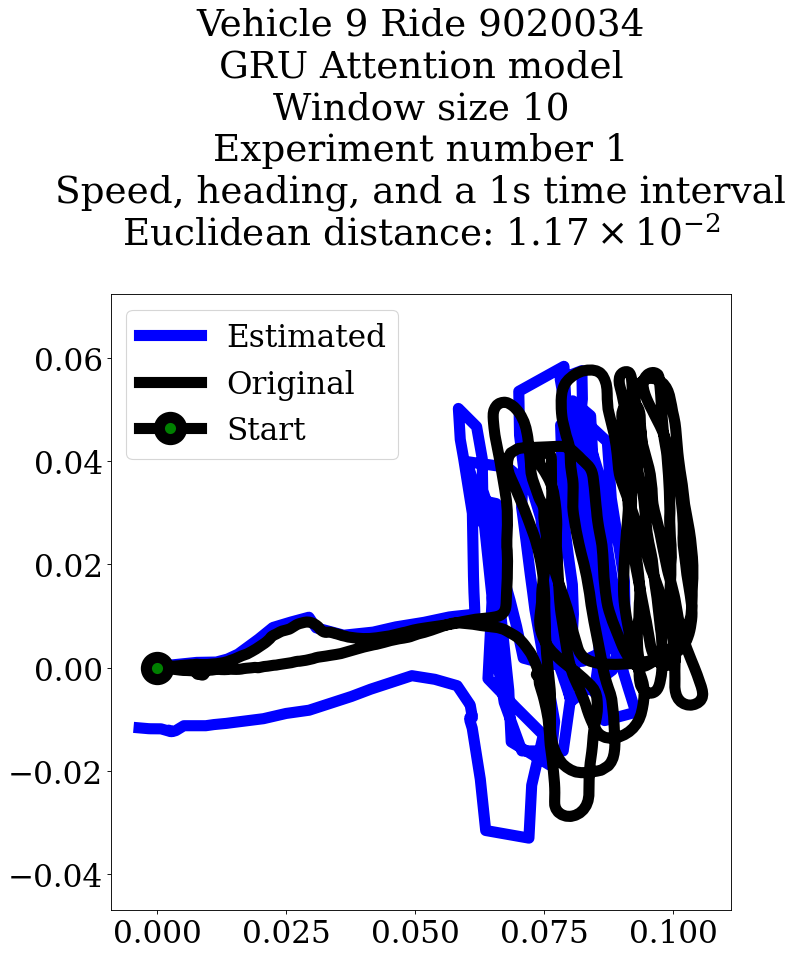 Vehicle 9 Ride 9020034
GRU Attention model
Window size 10
Experiment number 1
Speed, heading, and a 1s time interval
Euclidean distance: 1.17 × 10⁻²
Estimated
Original
Start
0.06
0.04
0.02
0.00
−0.02
−0.04
0.000 0.025 0.050 0.075 0.100